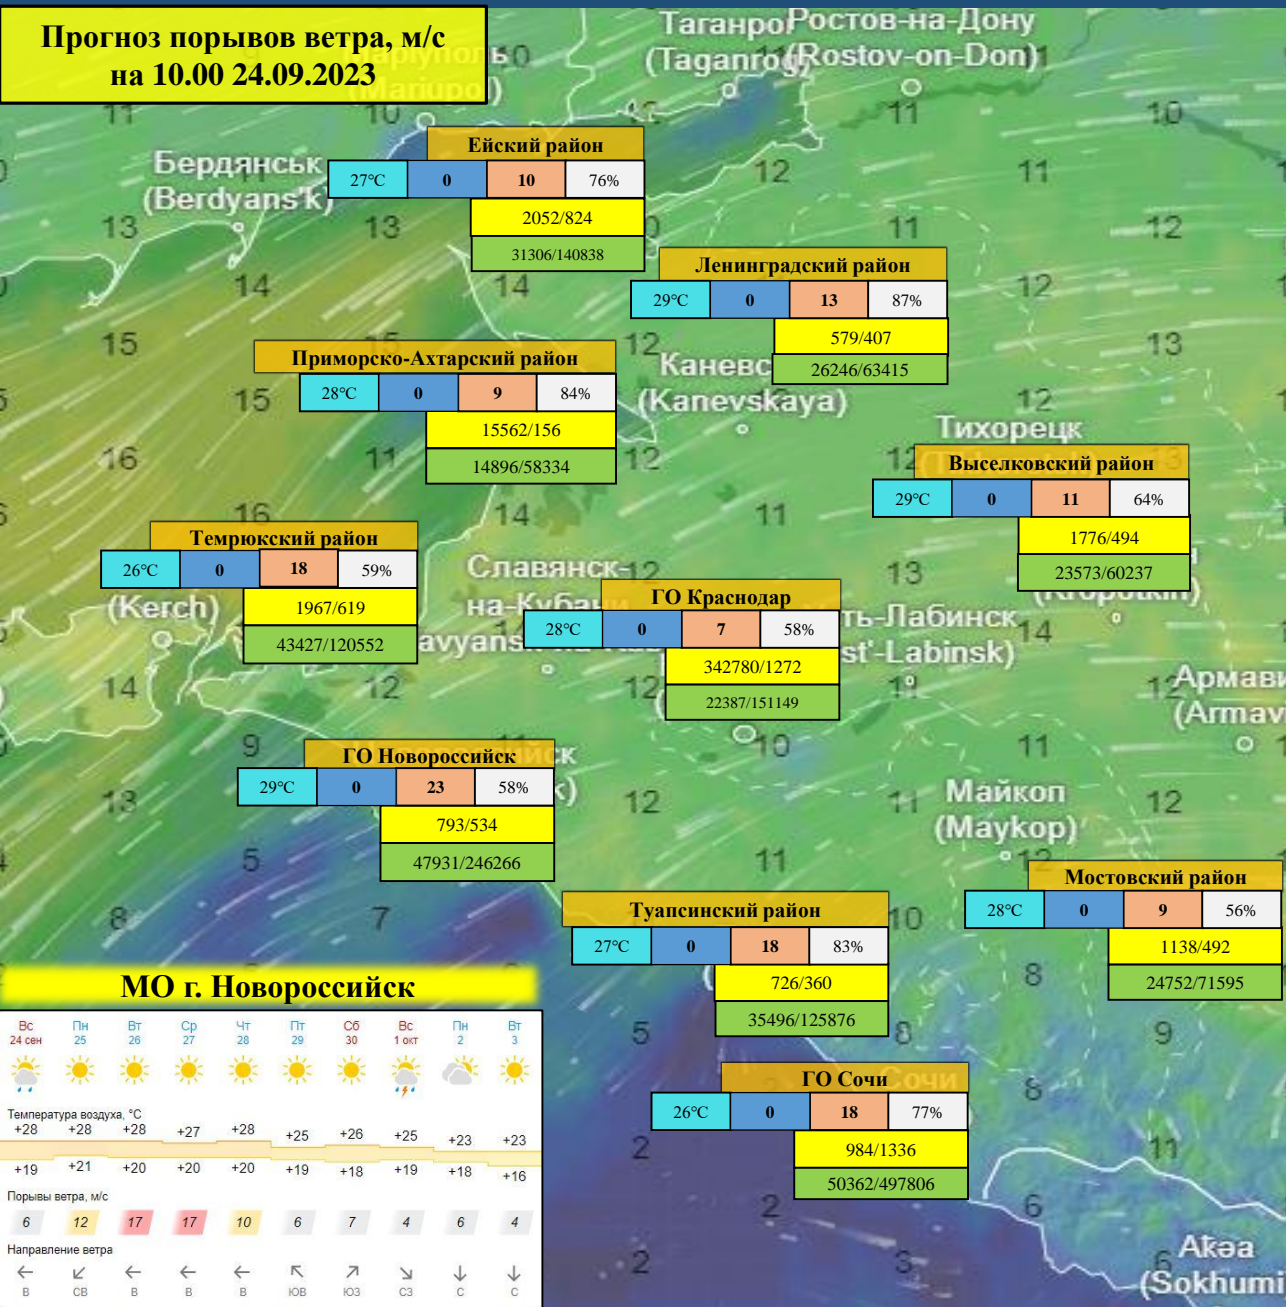 Прогноз порывов ветра, м/с
на 10.00 24.09.2023
Таганрог
(Taganrog)
Ростов-на-Дону
(Rostov-on-Don)
(Mariupol)
Бердянськ
(Berdyans'k)
Ейский район
27°C 0 10 76%
2052/824
31306/140838
Ленинградский район
29°C 0 13 87%
579/407
26246/63415
Приморско-Ахтарский район
28°C 0 9 84%
15562/156
14896/58334
Каневс
(Kanevskaya)
Тихорецк
Выселковский район
29°C 0 11 64%
1776/494
23573/60237
(Kropotkin)
Темрюкский район
26°C 0 18 59%
1967/619
43427/120552
(Kerch)
Славянск-
на-Кубани
avyans
ГО Краснодар
28°C 0 7 58%
342780/1272
22387/151149
ть-Лабинск
st'-Labinsk)
Армави
(Armav
ГО Новороссийск
29°C 0 23 58%
793/534
47931/246266
Майкоп
(Maykop)
Мостовский район
28°C 0 9 56%
1138/492
24752/71595
Туапсинский район
27°C 0 18 83%
726/360
35496/125876
ГО Сочи
26°C 0 18 77%
984/1336
50362/497806
Аҟәа
(Sokhumi
МО г. Новороссийск
Вс Пн Вт Ср Чт Пт Сб Вс Пн Вт
24 сен 25 26 27 28 29 30 1 окт 2 3
Температура воздуха, °C
+28 +28 +28 +27 +28 +25 +26 +25 +23 +23
+19 +21 +20 +20 +20 +19 +18 +19 +18 +16
Порывы ветра, м/с
6 12 17 17 10 6 7 4 6 4
Направление ветра
В СВ В В В ЮВ ЮЗ СЗ С С